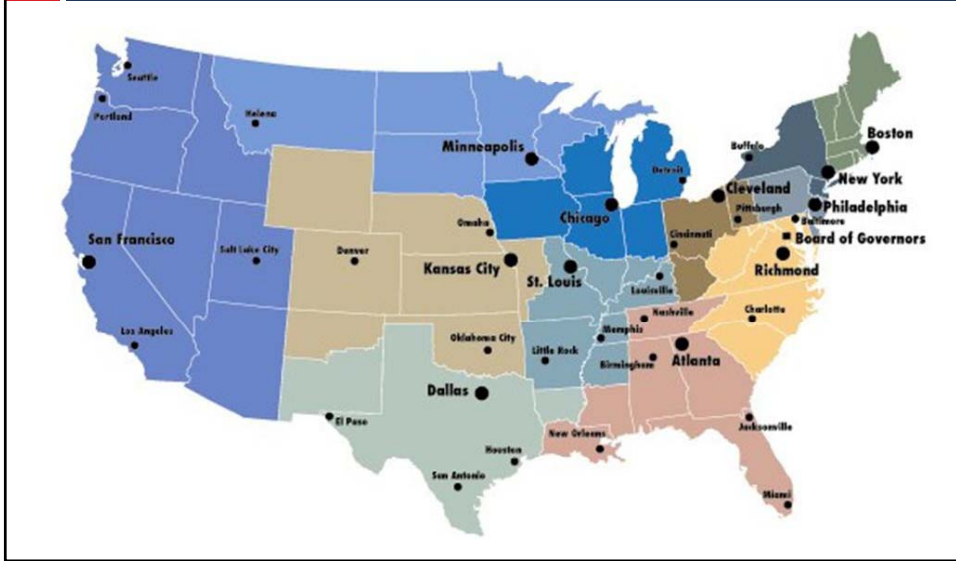 Seattle
Portland
Helena
Minneapolis
Buffalo
Boston
Detroit
New York
Cleveland
Chicago
Pittsburgh
Philadelphia
Omaha
Baltimore
San Francisco
Salt Lake City
Denver
Cincinnati
Board of Governors
Kansas City
St. Louis
Richmond
Louisville
Los Angeles
Nashville
Charlotte
Oklahoma City
Memphis
Little Rock
Birmingham
Atlanta
Dallas
El Paso
New Orleans
Jacksonville
Houston
San Antonio
Miami